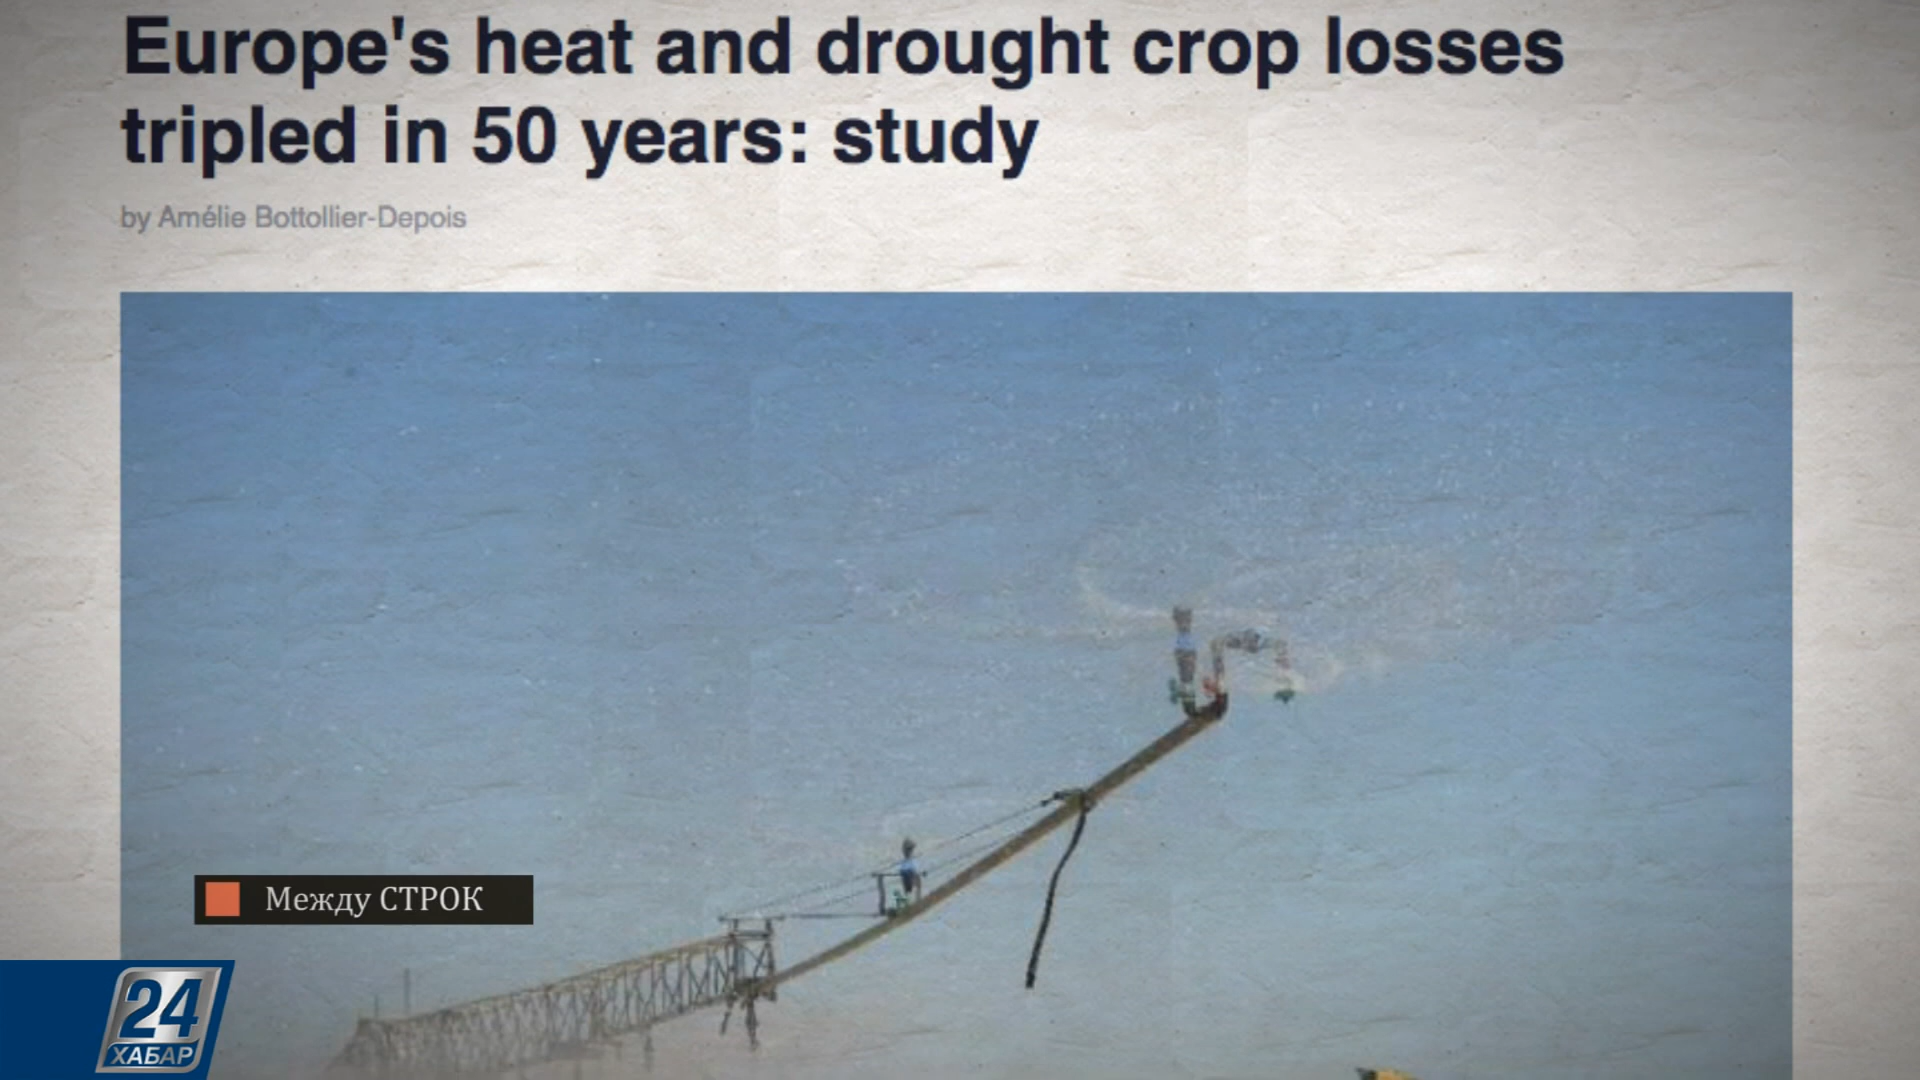 Europe's heat and drought crop losses
tripled in 50 years: study
by Amélie Bottollier-Depois
Между СТРОК
24
ХАБАР